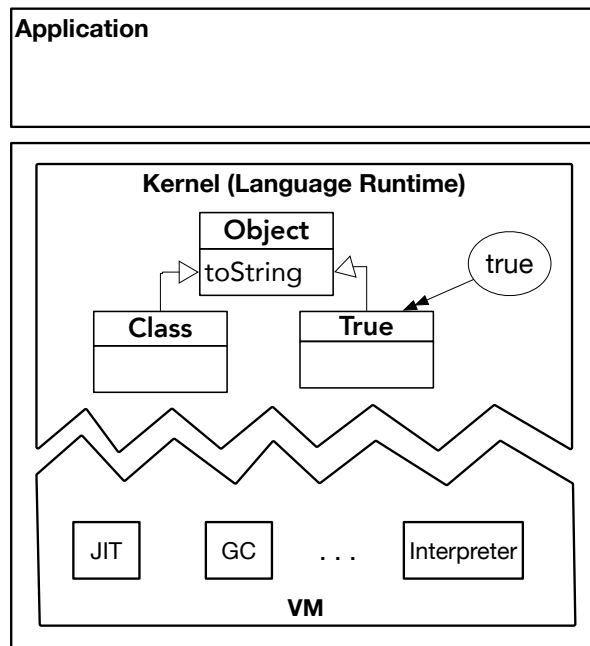 Application
Kernel (Language Runtime)
Object
toString
true
Class
True
JIT
GC
. . .
Interpreter
VM